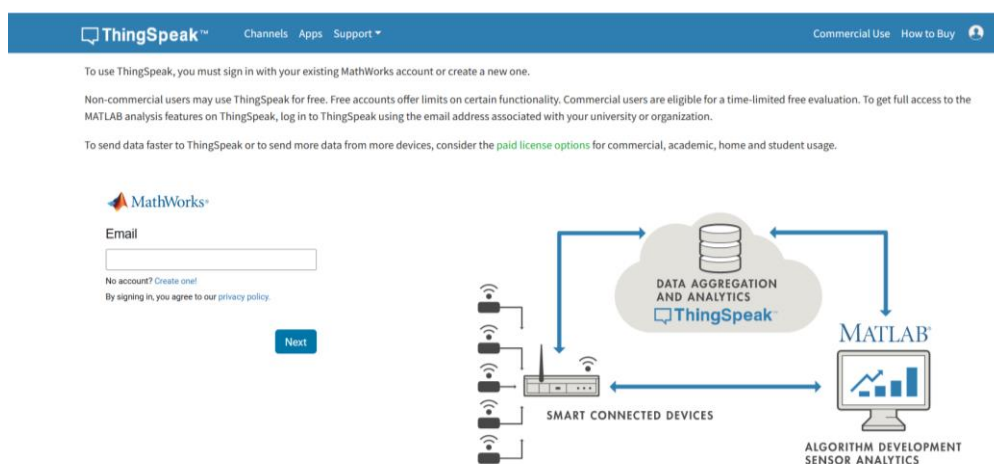 ThingSpeak™ Channels Apps Support Commercial Use How to Buy
To use ThingSpeak, you must sign in with your existing MathWorks account or create a new one.
Non-commercial users may use ThingSpeak for free. Free accounts offer limits on certain functionality. Commercial users are eligible for a time-limited free evaluation. To get full access to the
MATLAB analysis features on ThingSpeak, log in to ThingSpeak using the email address associated with your university or organization.
To send data faster to ThingSpeak or to send more data from more devices, consider the paid license options for commercial, academic, home and student usage.
MathWorks®
Email
No account? Create one!
By signing in, you agree to our privacy policy.
Next
DATA AGGREGATION
AND ANALYTICS
ThingSpeak™
MATLAB®
SMART CONNECTED DEVICES
ALGORITHM DEVELOPMENT
SENSOR ANALYTICS